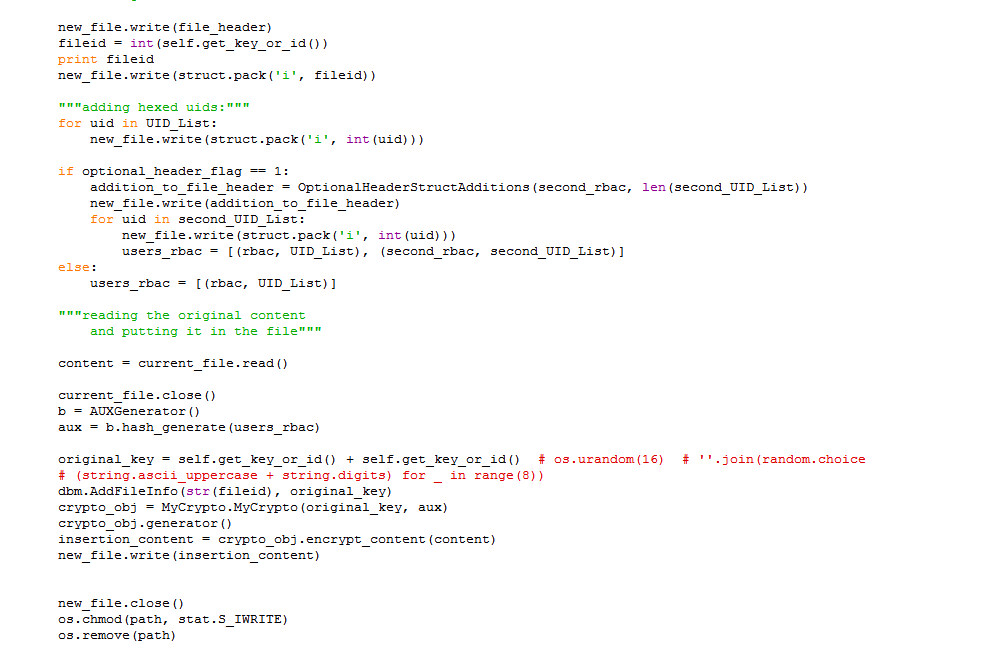 new_file.write(file_header)
fileid = int(self.get_key_or_id())
print fileid
new_file.write(struct.pack('i', fileid))
"""adding hexed uids:"""
for uid in UID_List:
    new_file.write(struct.pack('i', int(uid)))
if optional_header_flag == 1:
    addition_to_file_header = OptionalHeaderStructAdditions(second_rbac, len(second_UID_List))
    new_file.write(addition_to_file_header)
    for uid in second_UID_List:
        new_file.write(struct.pack('i', int(uid)))
        users_rbac = [(rbac, UID_List), (second_rbac, second_UID_List)]
else:
    users_rbac = [(rbac, UID_List)]
"""reading the original content
    and putting it in the file"""
content = current_file.read()
current_file.close()
b = AUXGenerator()
aux = b.hash_generate(users_rbac)
original_key = self.get_key_or_id() + self.get_key_or_id()  # os.urandom(16)  # ''.join(random.choice
# (string.ascii_uppercase + string.digits) for _ in range(8))
dbm.AddFileInfo(str(fileid), original_key)
crypto_obj = MyCrypto.MyCrypto(original_key, aux)
crypto_obj.generator()
insertion_content = crypto_obj.encrypt_content(content)
new_file.write(insertion_content)
new_file.close()
os.chmod(path, stat.S_IWRITE)
os.remove(path)